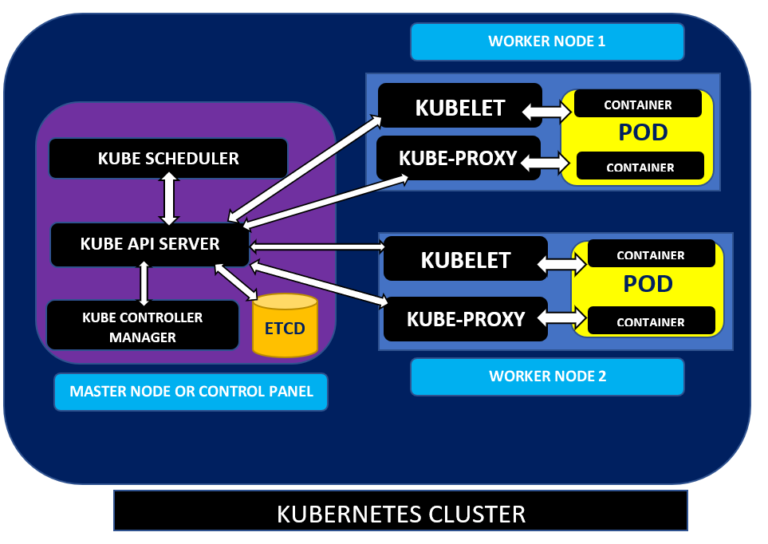 WORKER NODE 1
KUBELET
CONTAINER
POD
KUBE-PROXY
CONTAINER
KUBE SCHEDULER
KUBE API SERVER
KUBE CONTROLLER
MANAGER
ETCD
MASTER NODE OR CONTROL PANEL
KUBELET
CONTAINER
POD
KUBE-PROXY
CONTAINER
WORKER NODE 2
KUBERNETES CLUSTER